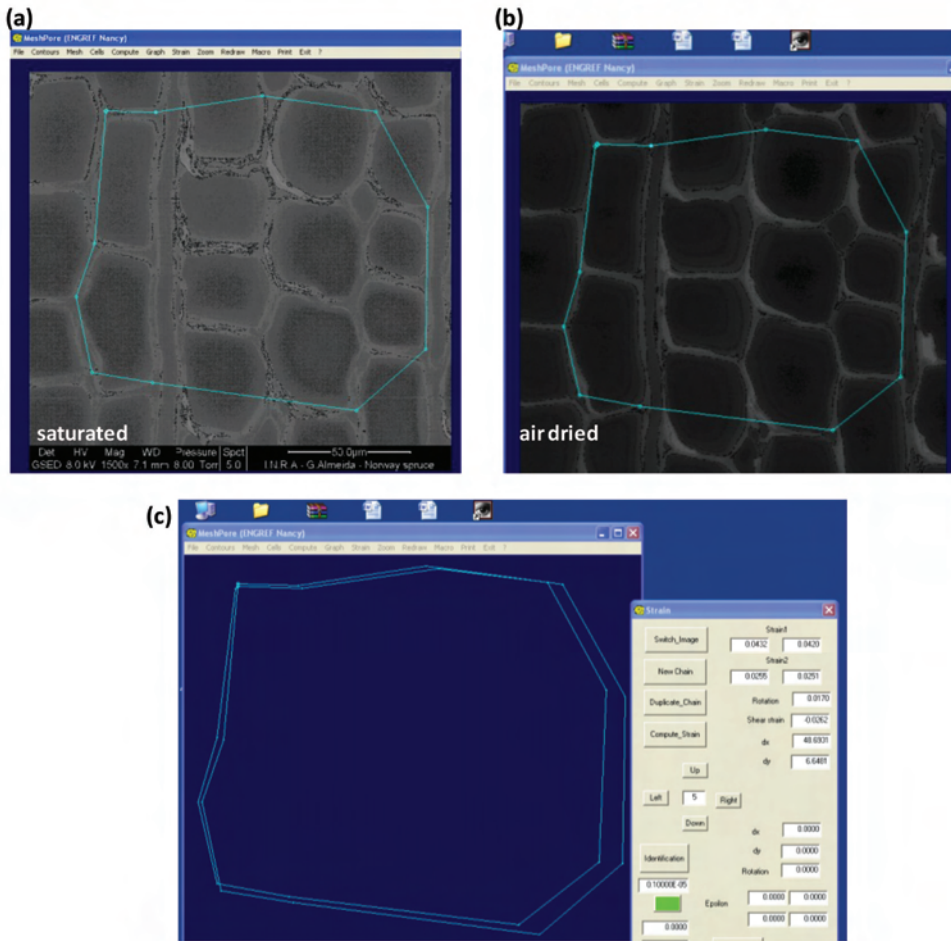 (a)
MeshPore (ENGREF Nancy)
File Contours Mesh Cells Compute Graph Strain Zoom Redraw Macro Print Exit ?
saturated
Det HV Mag WD Pressure Spot
GSED 8.0 kV 1500x 7.1 mm 8.00 Torr 5.0
50.0µm
I.N.R.A - G.Almeida - Norway spruce
(b)
MeshPore (ENGREF Nancy)
File Contours Mesh Cells Compute Graph Strain Zoom Redraw Macro Print Exit ?
air dried
(c)
MeshPore (ENGREF Nancy)
File Contours Mesh Cells Compute Graph Strain Zoom Redraw Macro Print Exit ?
Strain
Switch_Image
Strain1
0.0432 0.0420
New Chain
Strain2
0.0255 0.0251
Duplicate_Chain
Rotation 0.0170
Shear strain -0.0262
Compute_Strain
dx 48.6931
dy 6.6481
Up
Left 5 Right
Down
dx 0.0000
dy 0.0000
Identification
Rotation 0.0000
0.10000E-05
Epsilon 0.0000 0.0000
0.0000 0.0000
0.0000